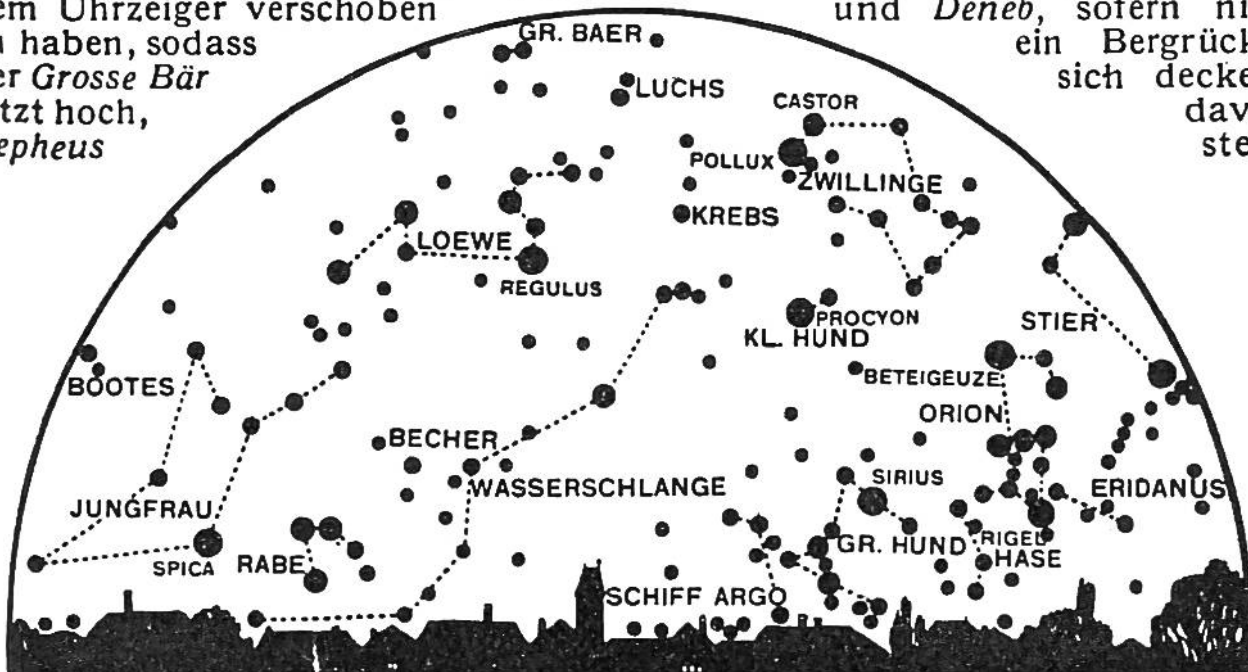 em Uhrzeiger verschoben
haben, sodass
er Grosse Bär
tzt hoch,
epheus
und Deneb, sofern ni
ein Bergrück
sich decke
dav
ste
GR. BAER
LUCHS
CASTOR
POLLUX
ZWILLINGE
KREBS
LOEWE
REGULUS
PROCYON
KL. HUND
STIER
BOOTES
BETEIGEUZE
ORION
BECHER
WASSERSCHLANGE
SIRIUS
ERIDANUS
JUNGFRAU
SPICA
RABE
GR. HUND
RIGEL
HASE
SCHIFF ARGO